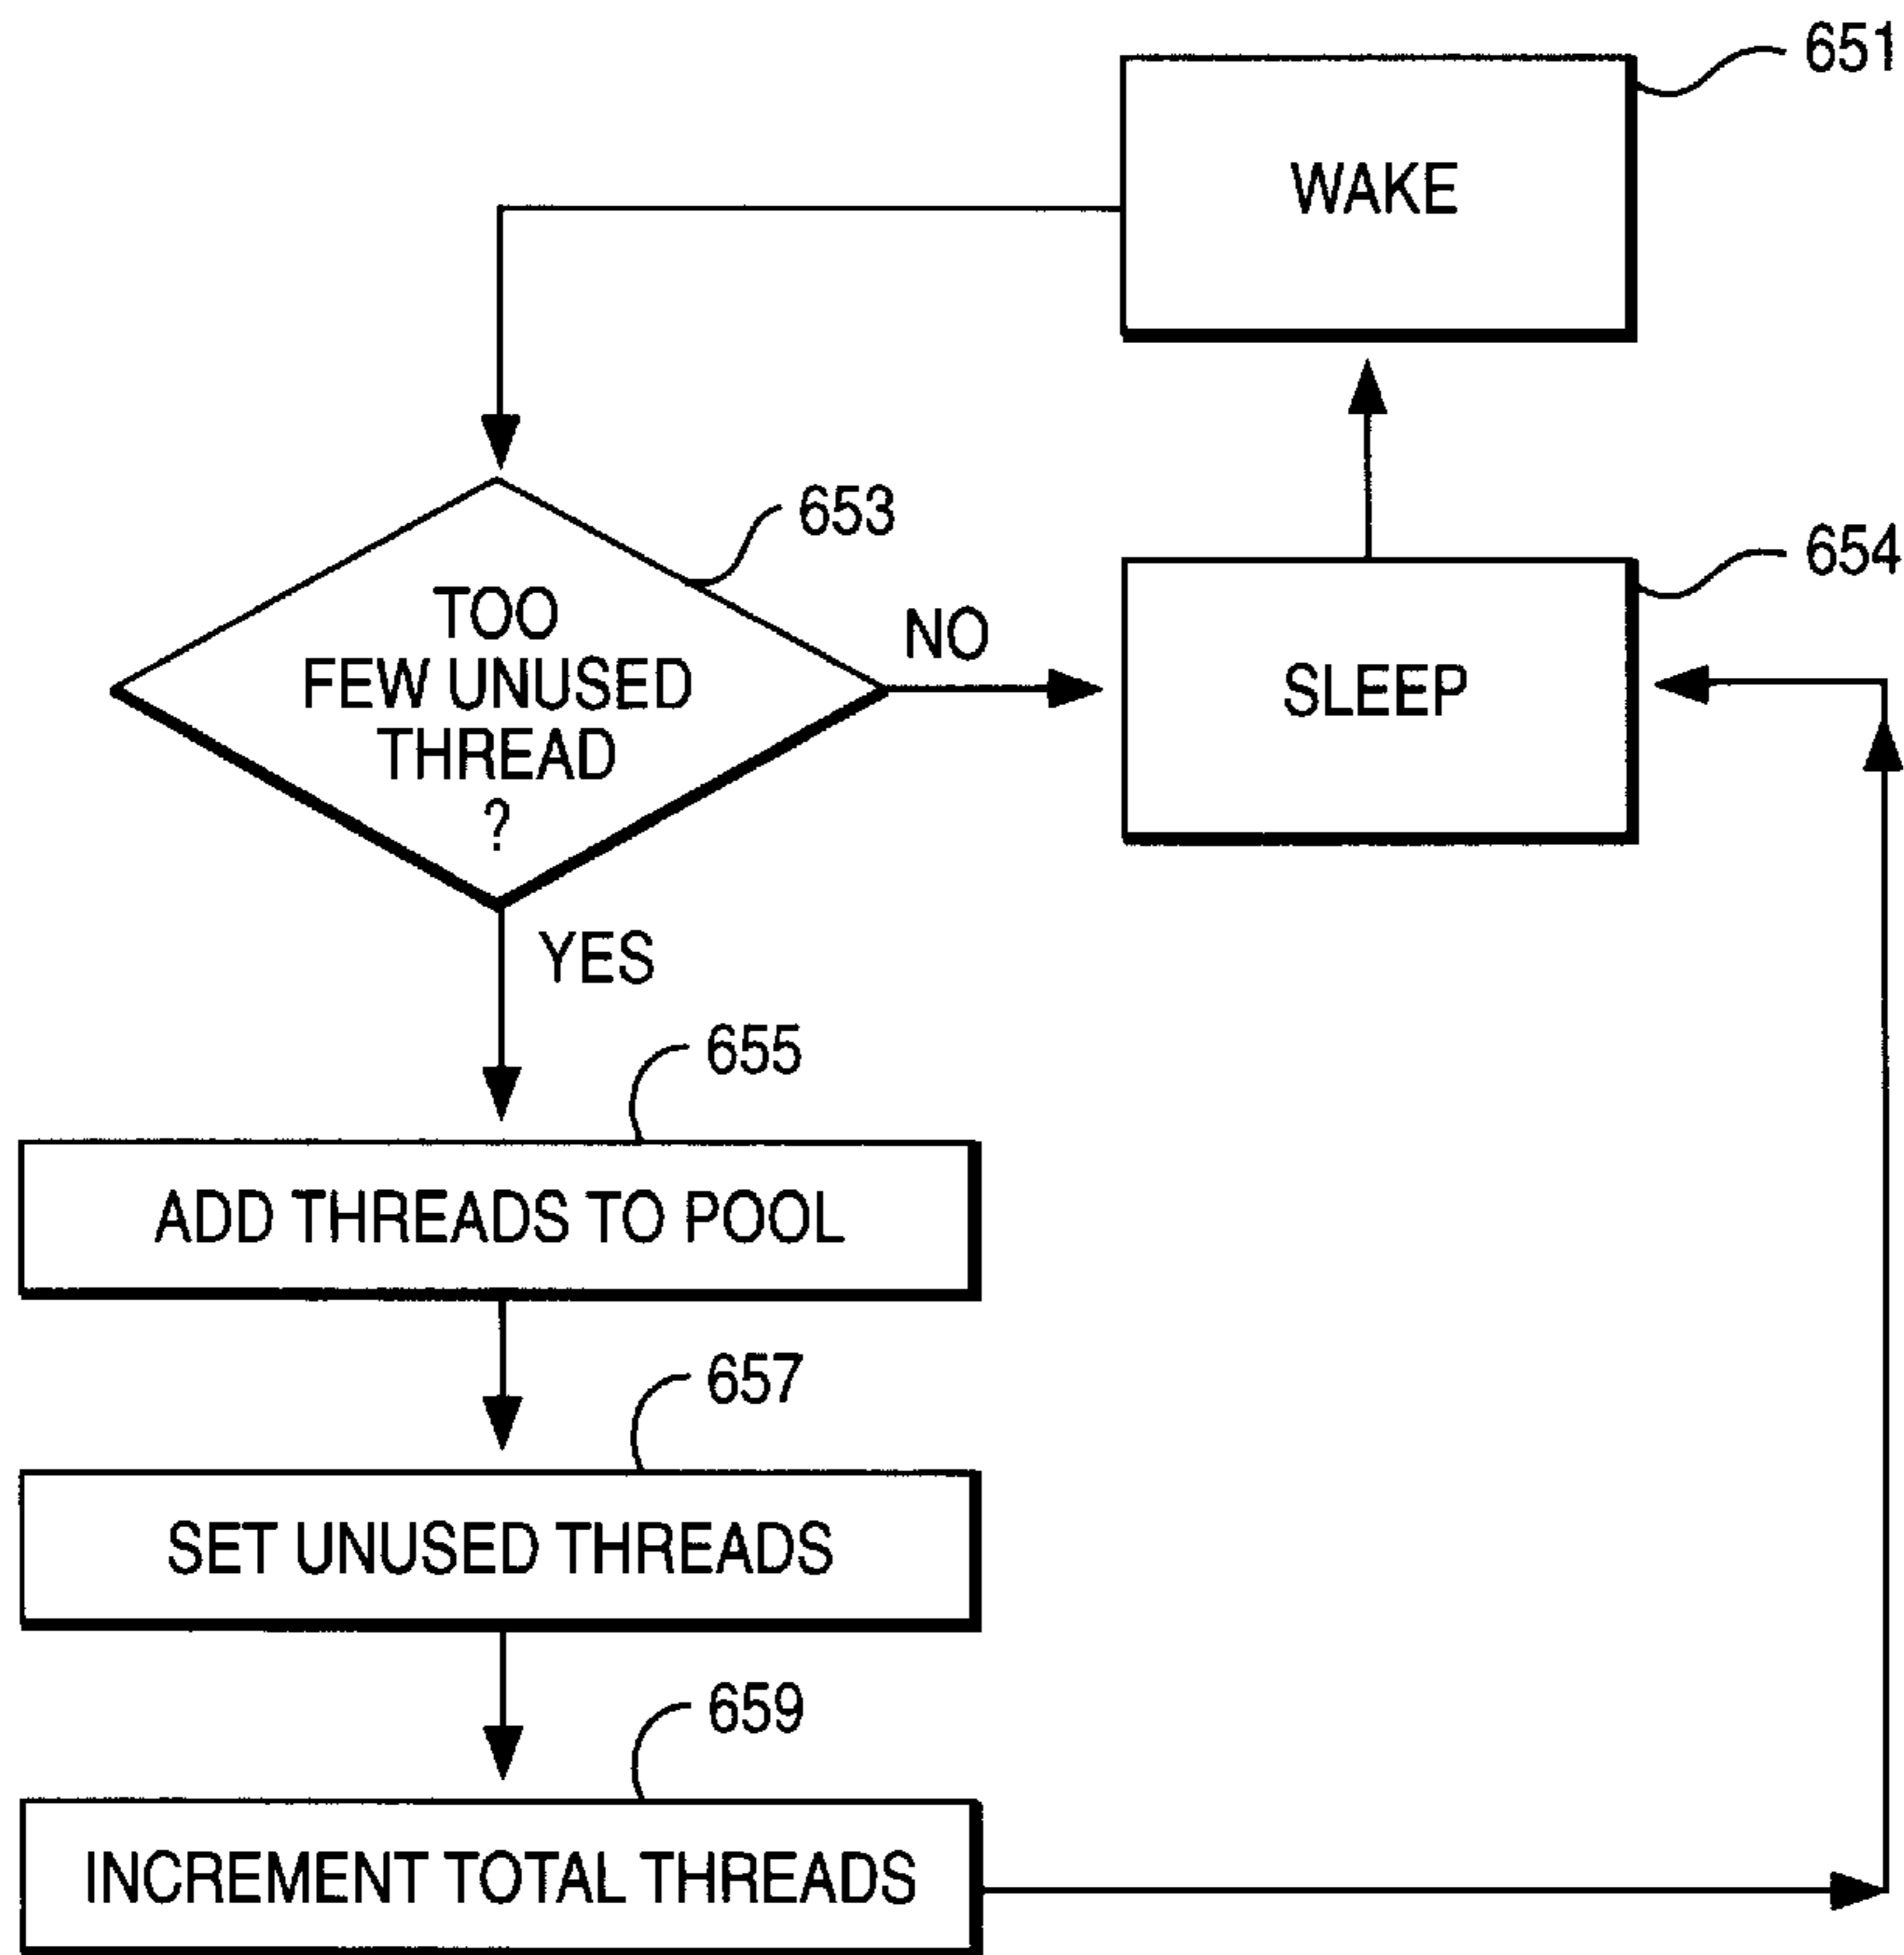 651
WAKE
653
TOO
FEW UNUSED
THREAD
?
NO
654
SLEEP
YES
655
ADD THREADS TO POOL
657
SET UNUSED THREADS
659
INCREMENT TOTAL THREADS